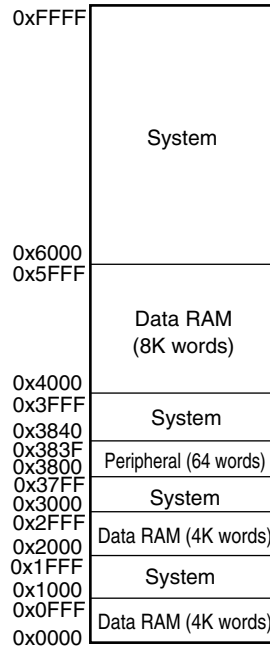 0xFFFF
System
0x6000
0x5FFF
Data RAM
(8K words)
0x4000
0x3FFF
System
0x3840
0x383F
Peripheral (64 words)
0x3800
0x37FF
System
0x3000
0x2FFF
Data RAM (4K words)
0x2000
0x1FFF
System
0x1000
0x0FFF
Data RAM (4K words)
0x0000